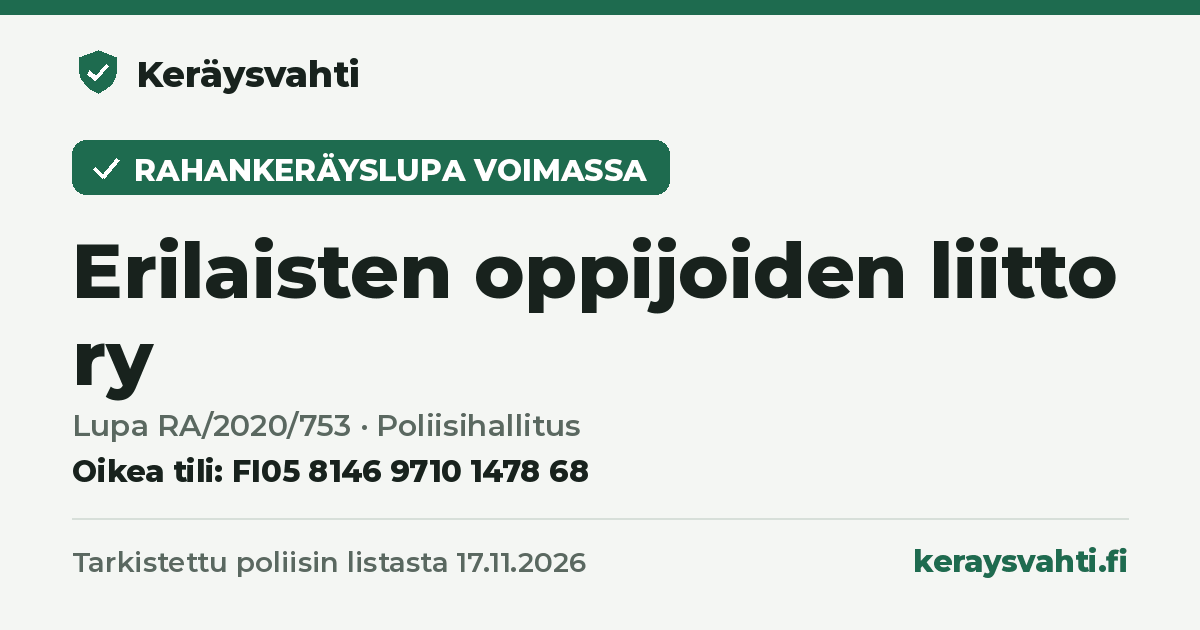 Keräysvahti
RAHANKERÄYSLUPA VOIMASSA
Erilaisten oppijoiden liitto
ry
Lupa RA/2020/753 · Poliisihallitus
Oikea tili: FI05 8146 9710 1478 68
Tarkistettu poliisin listasta 17.11.2026
keraysvahti.fi